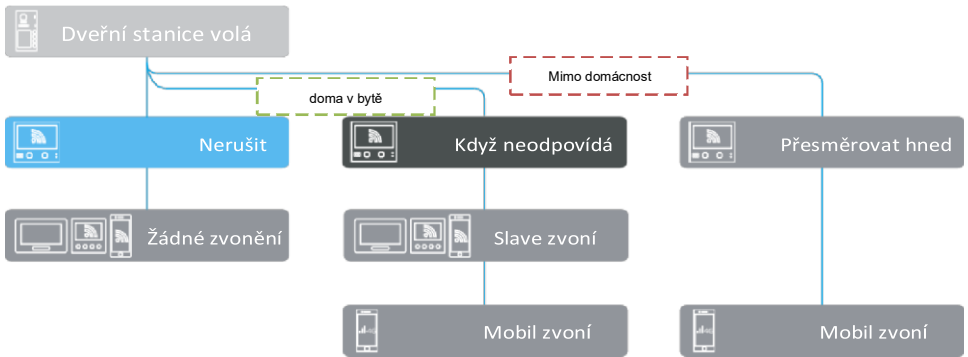 Dveřní stanice volá
Mimo domácnost
doma v bytě
Nerušit
Když neodpovídá
Přesměrovat hned
Žádné zvonění
Slave zvoní
Mobil zvoní
Mobil zvoní